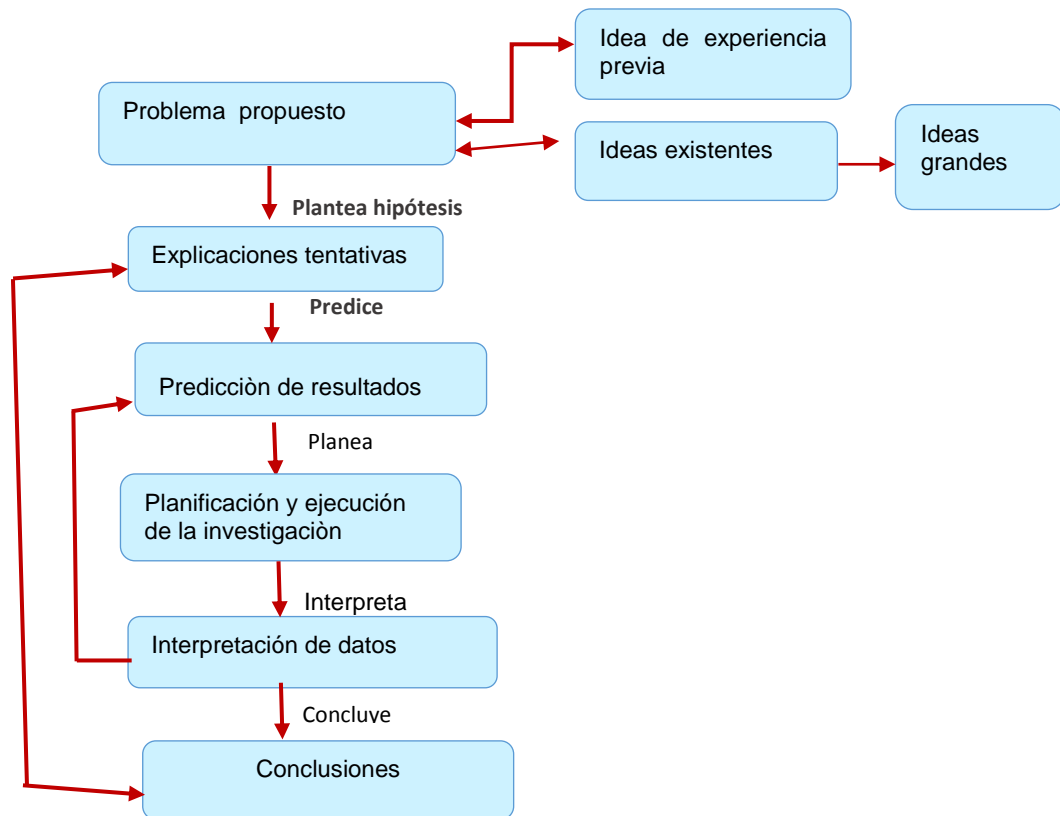 Idea de experiencia
previa
Problema propuesto
Ideas existentes
Ideas
grandes
Plantea hipótesis
Explicaciones tentativas
Predice
Predicciòn de resultados
Planea
Planificación y ejecución
de la investigaciòn
Interpreta
Interpretación de datos
Concluve
Conclusiones